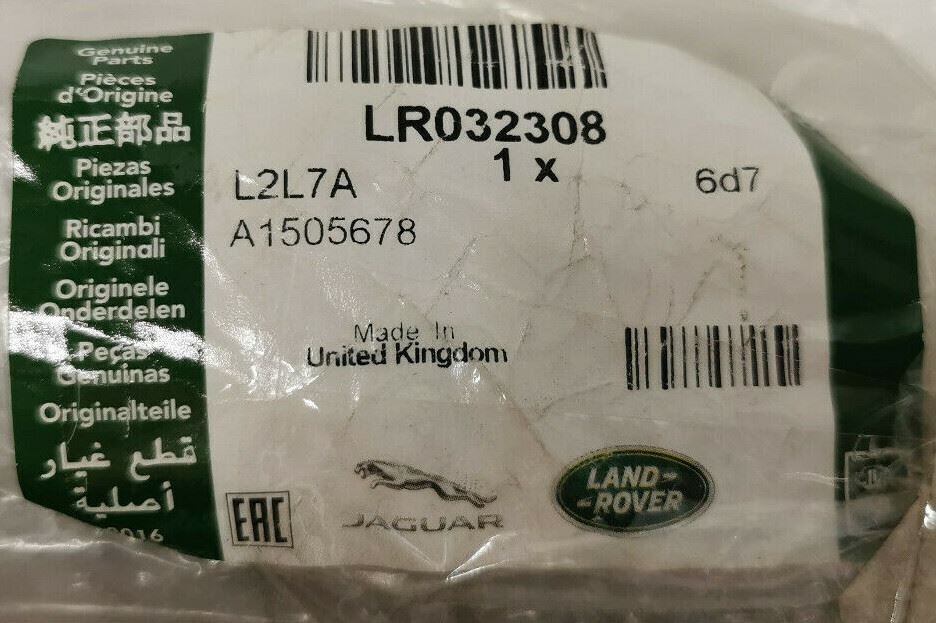 Genuine
Parts
Pièces
d'Origine
純正部品
Piezas
Originales
Ricambi
Originali
Originele
Onderdelen
Peças
Genuinas
Originalteile
قطع غيار
أصلية
LR032308
1 x
L2L7A
6d7
A1505678
Made In
United Kingdom
EAC
JAGUAR
LAND
ROVER